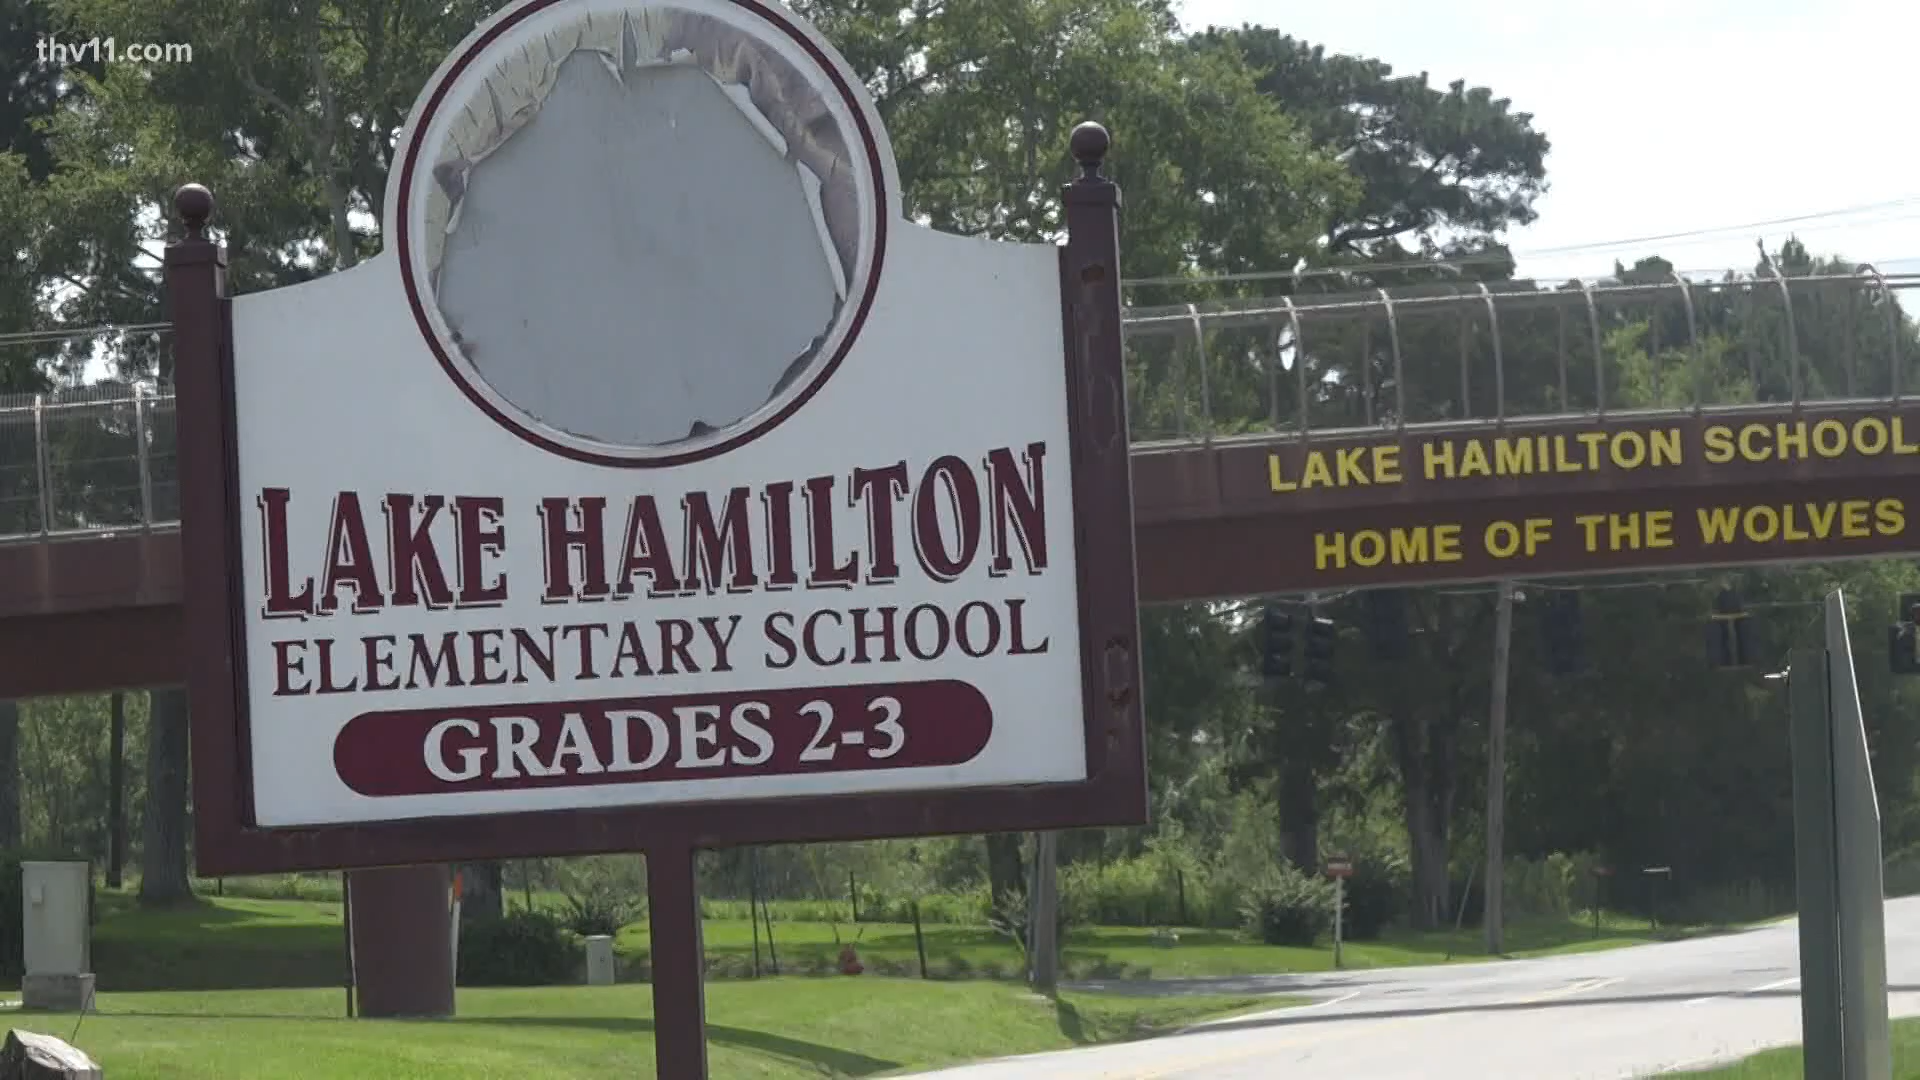 thv11.com
LAKE HAMILTON
ELEMENTARY SCHOOL
GRADES 2-3
LAKE HAMILTON SCHOOL
HOME OF THE WOLVES